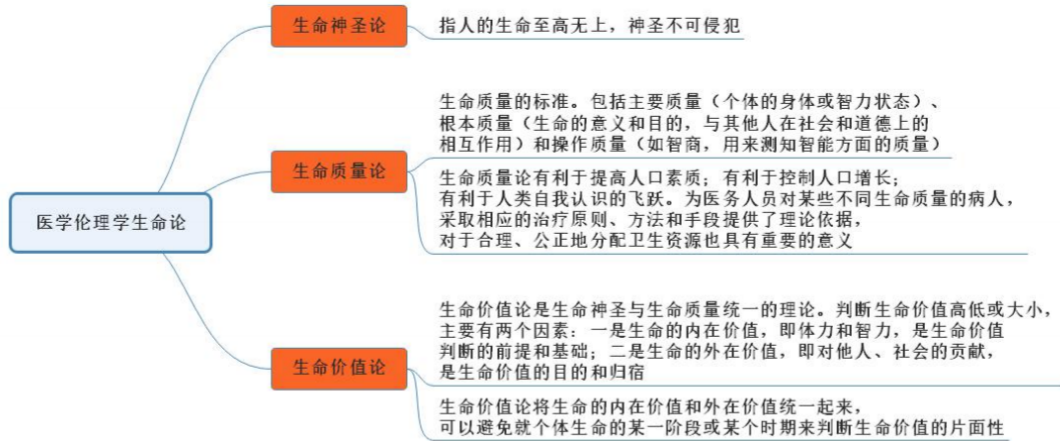 生命神圣论
指人的生命至高无上，神圣不可侵犯
生命质量的标准。包括主要质量（个体的身体或智力状态）、
根本质量（生命的意义和目的，与其他人在社会和道德上的
相互作用）和操作质量（如智商，用来测知智能方面的质量）
生命质量论
生命质量论有利于提高人口素质；有利于控制人口增长；
有利于人类自我认识的飞跃。为医务人员对某些不同生命质量的病人，
采取相应的治疗原则、方法和手段提供了理论依据，
对于合理、公正地分配卫生资源也具有重要的意义
医学伦理学生命论
生命价值论是生命神圣与生命质量统一的理论。判断生命价值高低或大小，
主要有两个因素：一是生命的内在价值，即体力和智力，是生命价值
判断的前提和基础；二是生命的外在价值，即对他人、社会的贡献，
是生命价值的目的和归宿
生命价值论
生命价值论将生命的内在价值和外在价值统一起来，
可以避免就个体生命的某一阶段或某个时期来判断生命价值的片面性